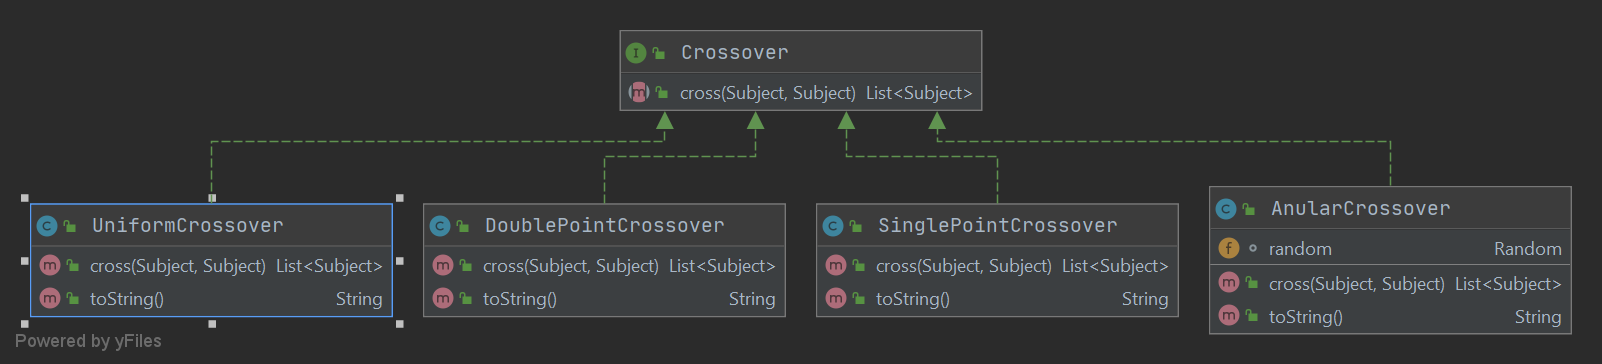 I Crossover
m cross(Subject, Subject) List<Subject>
C UniformCrossover
m cross(Subject, Subject) List<Subject>
m toString() String
C DoublePointCrossover
m cross(Subject, Subject) List<Subject>
m toString() String
C SinglePointCrossover
m cross(Subject, Subject) List<Subject>
m toString() String
C AnularCrossover
f random Random
m cross(Subject, Subject) List<Subject>
m toString() String
Powered by yFiles